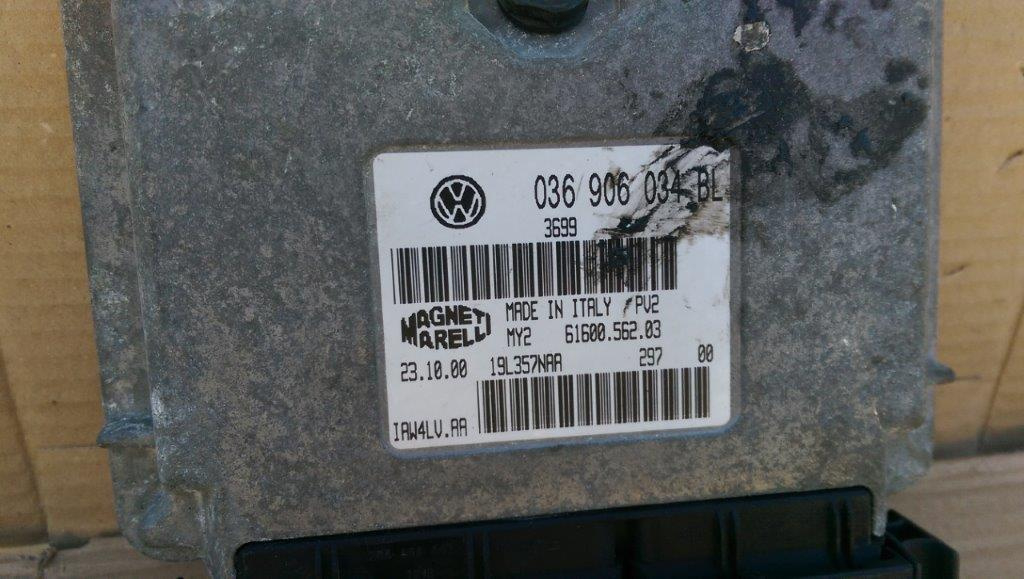 036 906 034 BL
3699
MAGNETI MARELLI
MADE IN ITALY PV2
MY2 61600.562.03
23.10.00 19L357NAA 297 00
IAW4LV.AA